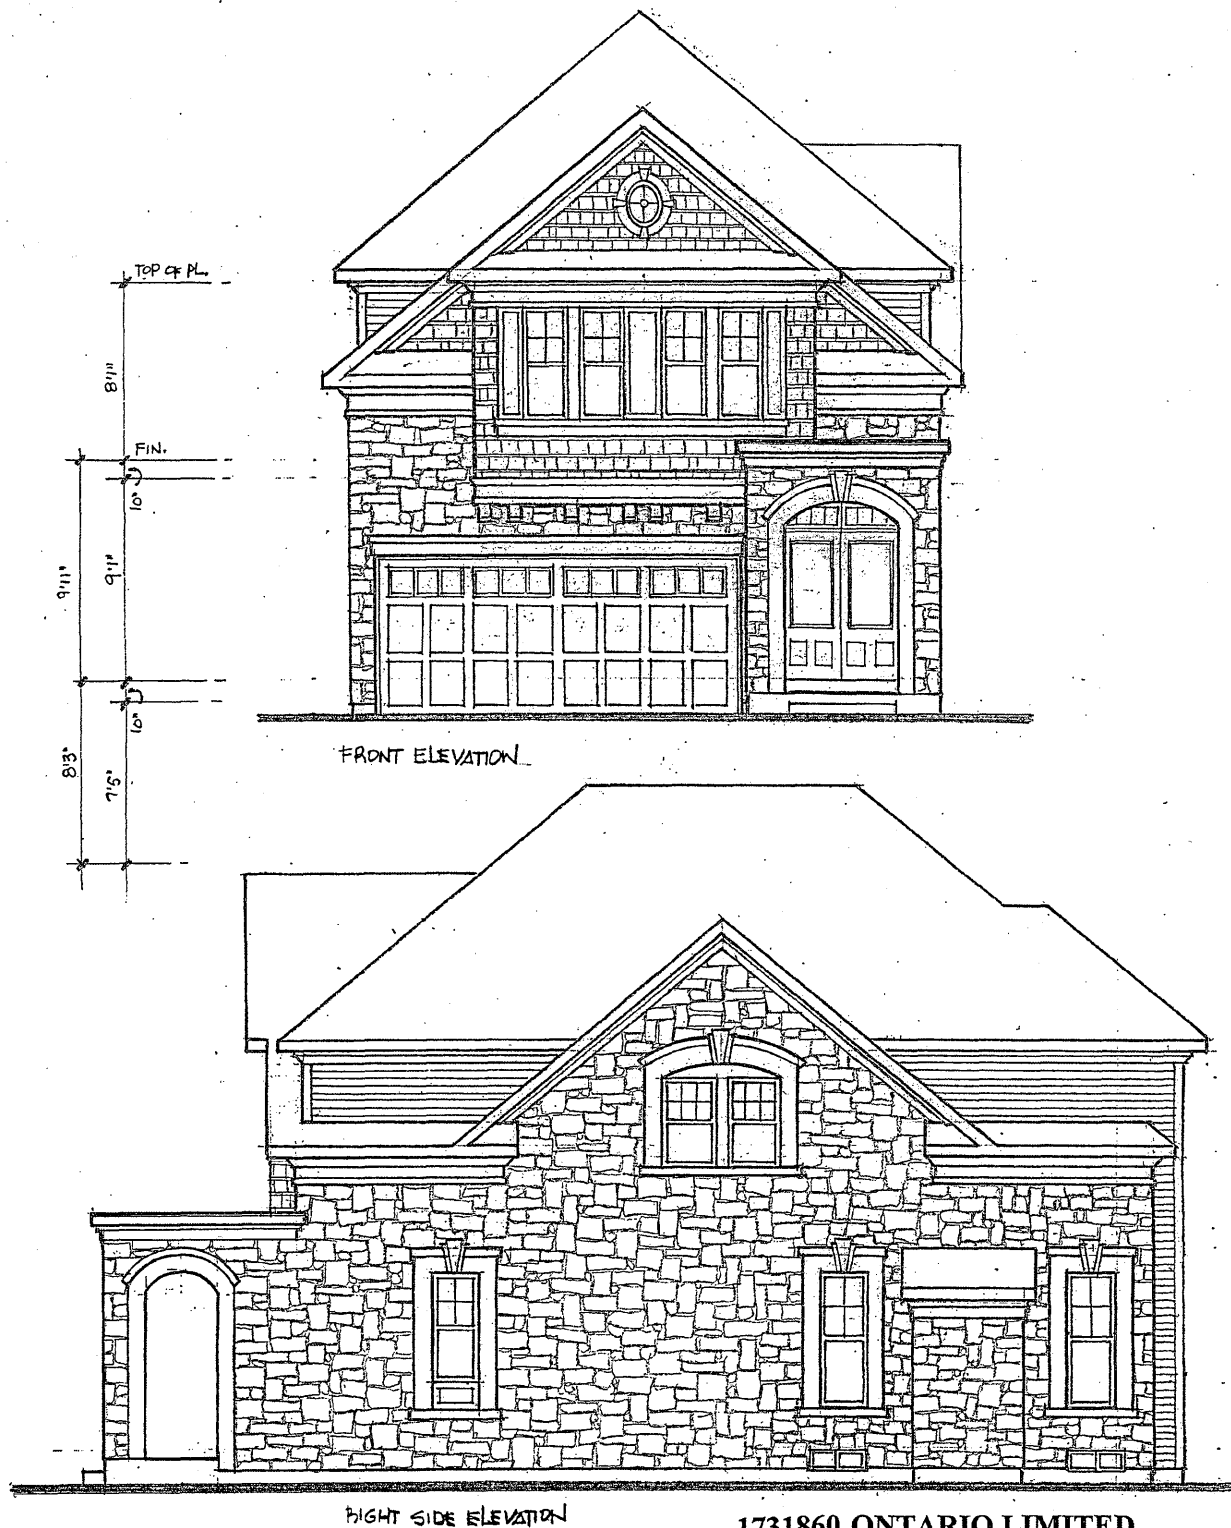 TOP OF PL.
8'1"
FIN.
10"
9'1"
9'11"
10"
8'3"
7'5"
FRONT ELEVATION
RIGHT SIDE ELEVATION
1731860 ONTARIO LIMITED